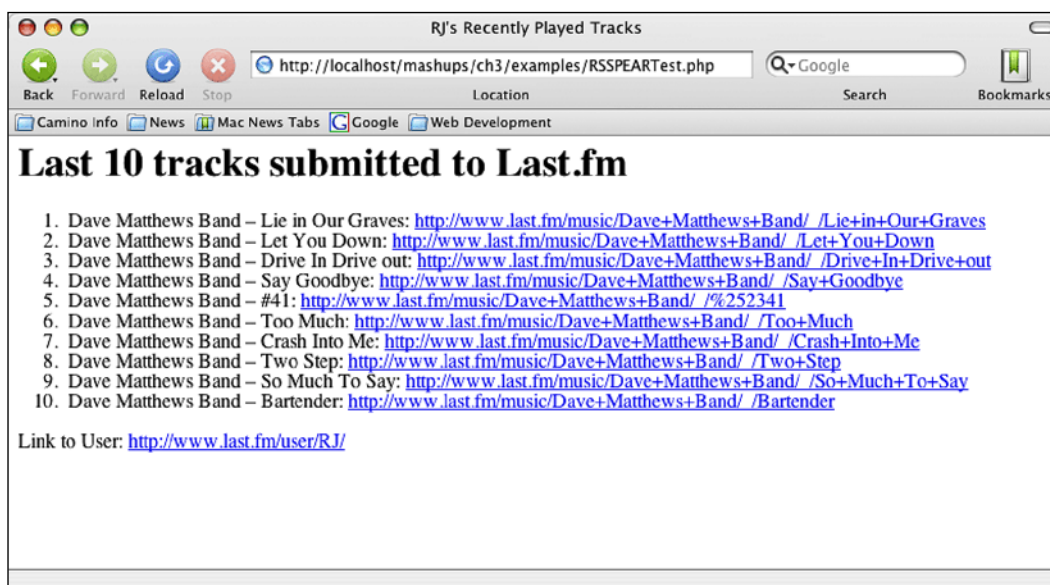 RJ's Recently Played Tracks
http://localhost/mashups/ch3/examples/RSSPEARTest.php
Google
Back Forward Reload Stop Location Search Bookmarks
Camino Info News Mac News Tabs Google Web Development
Last 10 tracks submitted to Last.fm
1. Dave Matthews Band – Lie in Our Graves: http://www.last.fm/music/Dave+Matthews+Band/_/Lie+in+Our+Graves
2. Dave Matthews Band – Let You Down: http://www.last.fm/music/Dave+Matthews+Band/_/Let+You+Down
3. Dave Matthews Band – Drive In Drive out: http://www.last.fm/music/Dave+Matthews+Band/_/Drive+In+Drive+out
4. Dave Matthews Band – Say Goodbye: http://www.last.fm/music/Dave+Matthews+Band/_/Say+Goodbye
5. Dave Matthews Band – #41: http://www.last.fm/music/Dave+Matthews+Band/_/%252341
6. Dave Matthews Band – Too Much: http://www.last.fm/music/Dave+Matthews+Band/_/Too+Much
7. Dave Matthews Band – Crash Into Me: http://www.last.fm/music/Dave+Matthews+Band/_/Crash+Into+Me
8. Dave Matthews Band – Two Step: http://www.last.fm/music/Dave+Matthews+Band/_/Two+Step
9. Dave Matthews Band – So Much To Say: http://www.last.fm/music/Dave+Matthews+Band/_/So+Much+To+Say
10. Dave Matthews Band – Bartender: http://www.last.fm/music/Dave+Matthews+Band/_/Bartender
Link to User: http://www.last.fm/user/RJ/